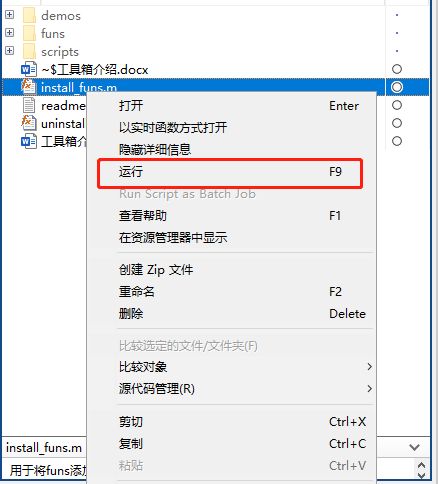 demos
funs
scripts
~$工具箱介绍.docx
install_funs.m
readme
uninstal
工具箱介
打开 Enter
以实时函数方式打开
隐藏详细信息
运行 F9
Run Script as Batch Job
查看帮助 F1
在资源管理器中显示
创建 Zip 文件
重命名 F2
删除 Delete
比较选定的文件/文件夹(F)
比较对象
源代码管理(R)
剪切 Ctrl+X
复制 Ctrl+C
粘贴 Ctrl+V
install_funs.m
用于将funs添加